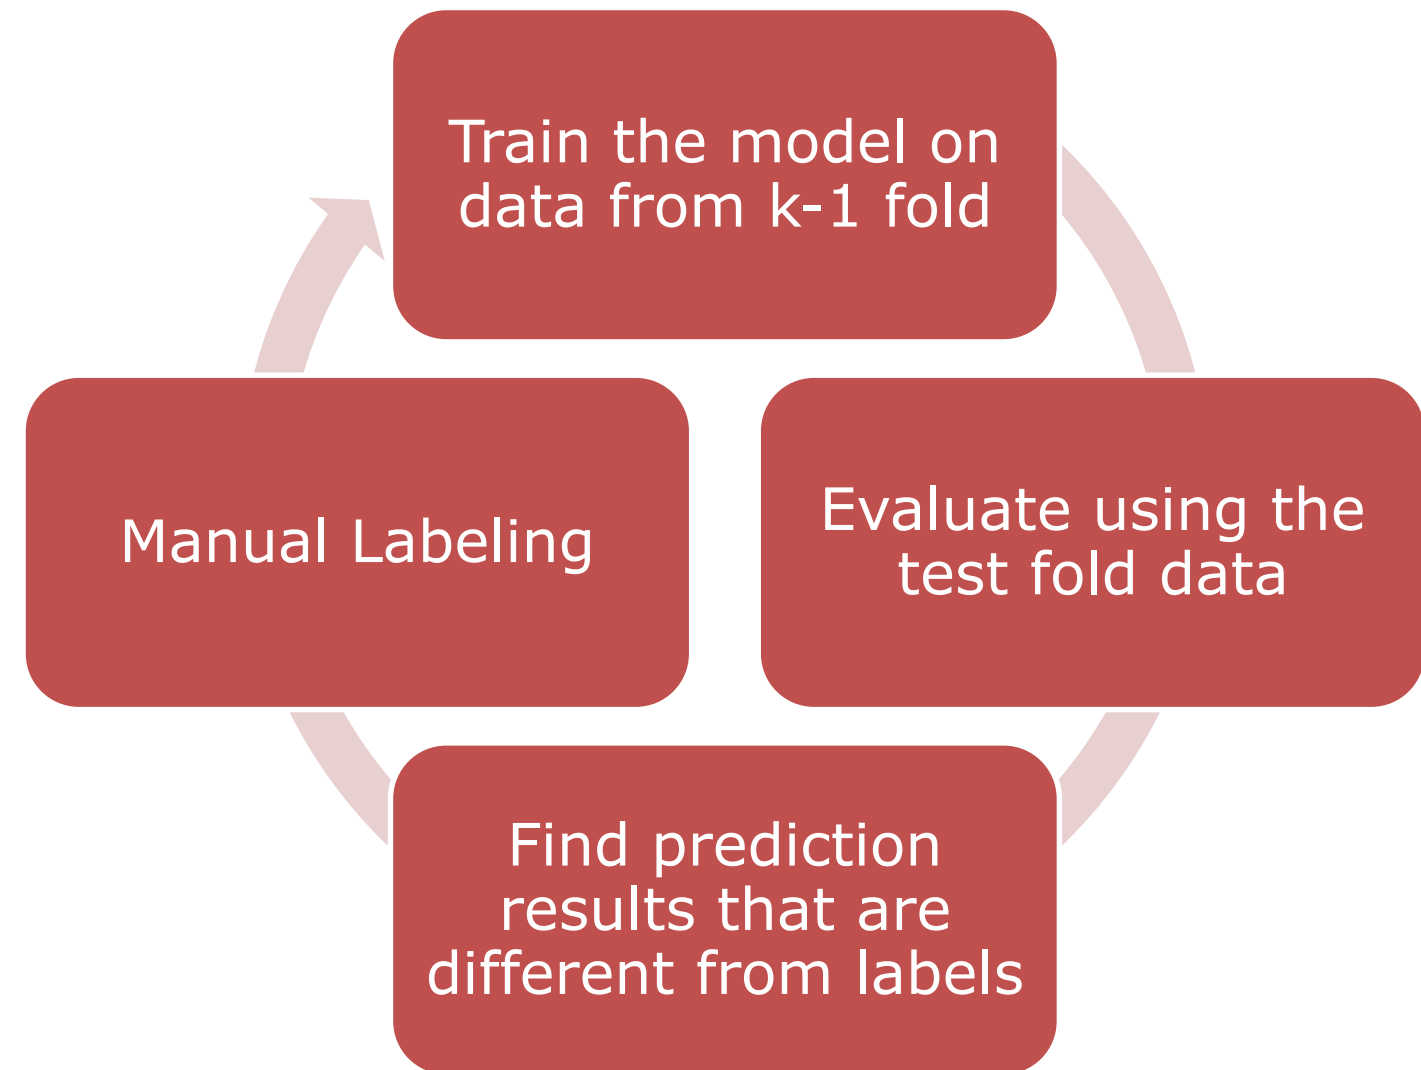 Train the model on
data from k-1 fold
Evaluate using the
test fold data
Find prediction
results that are
different from labels
Manual Labeling